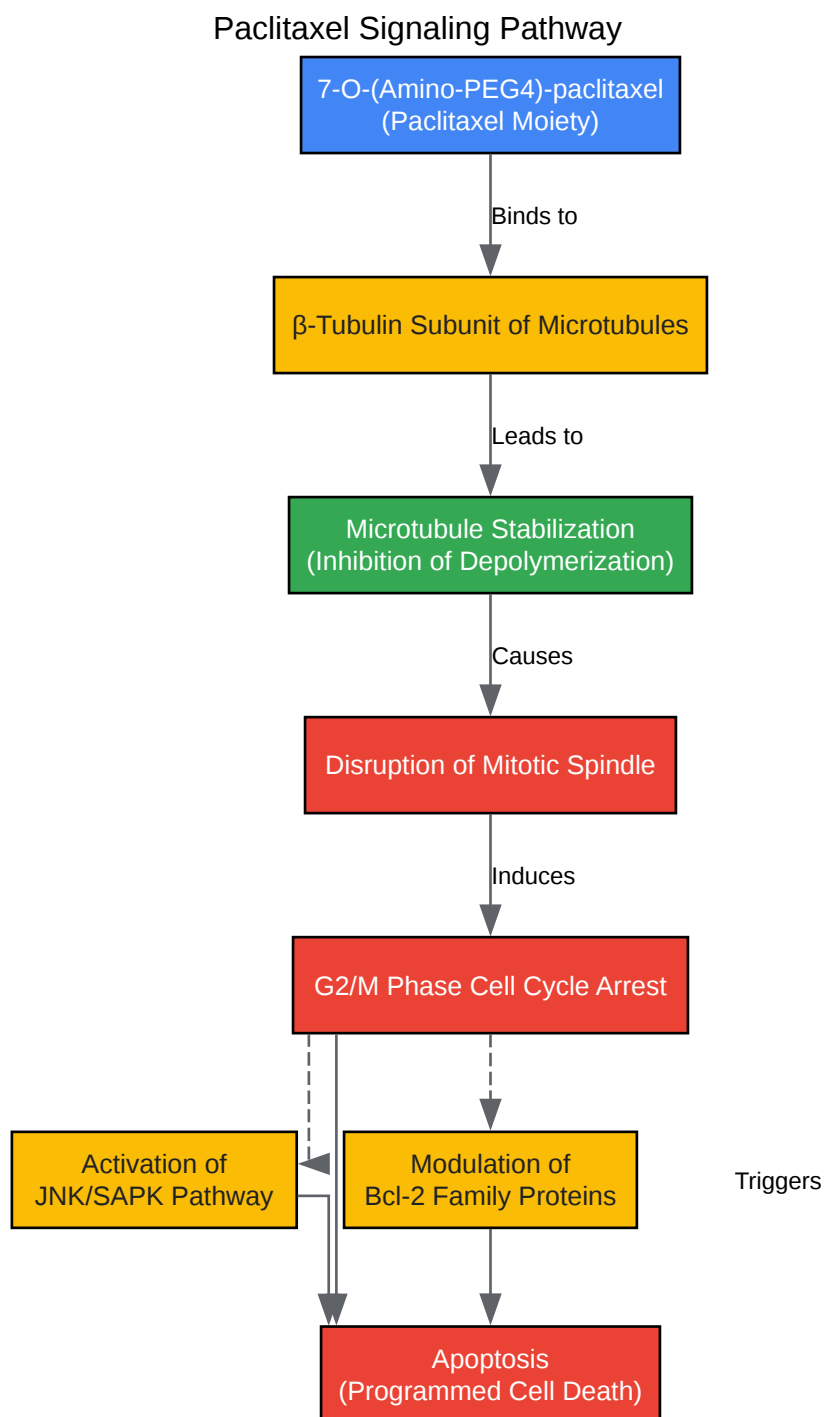 Paclitaxel Signaling Pathway
7-O-(Amino-PEG4)-paclitaxel
(Paclitaxel Moiety)
Binds to
β-Tubulin Subunit of Microtubules
Leads to
Microtubule Stabilization
(Inhibition of Depolymerization)
Causes
Disruption of Mitotic Spindle
Induces
G2/M Phase Cell Cycle Arrest
Activation of
JNK/SAPK Pathway
Modulation of
Bcl-2 Family Proteins
Triggers
Apoptosis
(Programmed Cell Death)